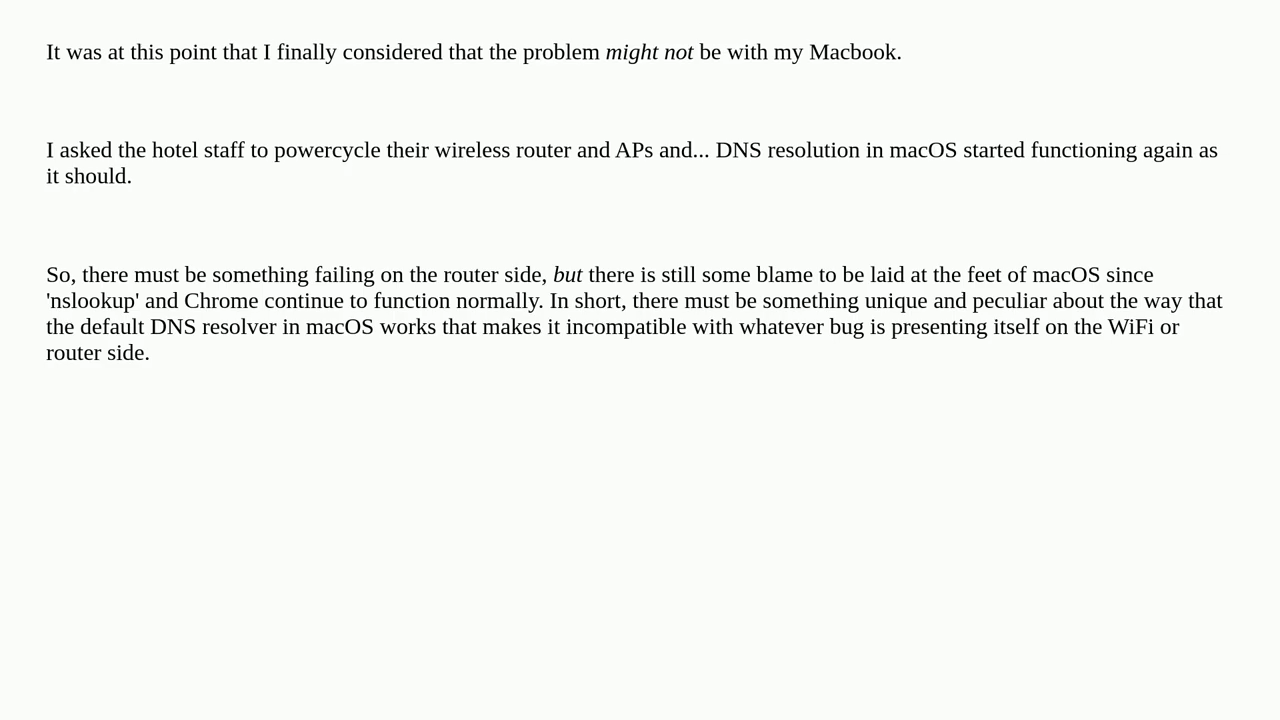 It was at this point that I finally considered that the problem might not be with my Macbook.
I asked the hotel staff to powercycle their wireless router and APs and... DNS resolution in macOS started functioning again as
it should.
So, there must be something failing on the router side, but there is still some blame to be laid at the feet of macOS since
'nslookup' and Chrome continue to function normally. In short, there must be something unique and peculiar about the way that
the default DNS resolver in macOS works that makes it incompatible with whatever bug is presenting itself on the WiFi or
router side.